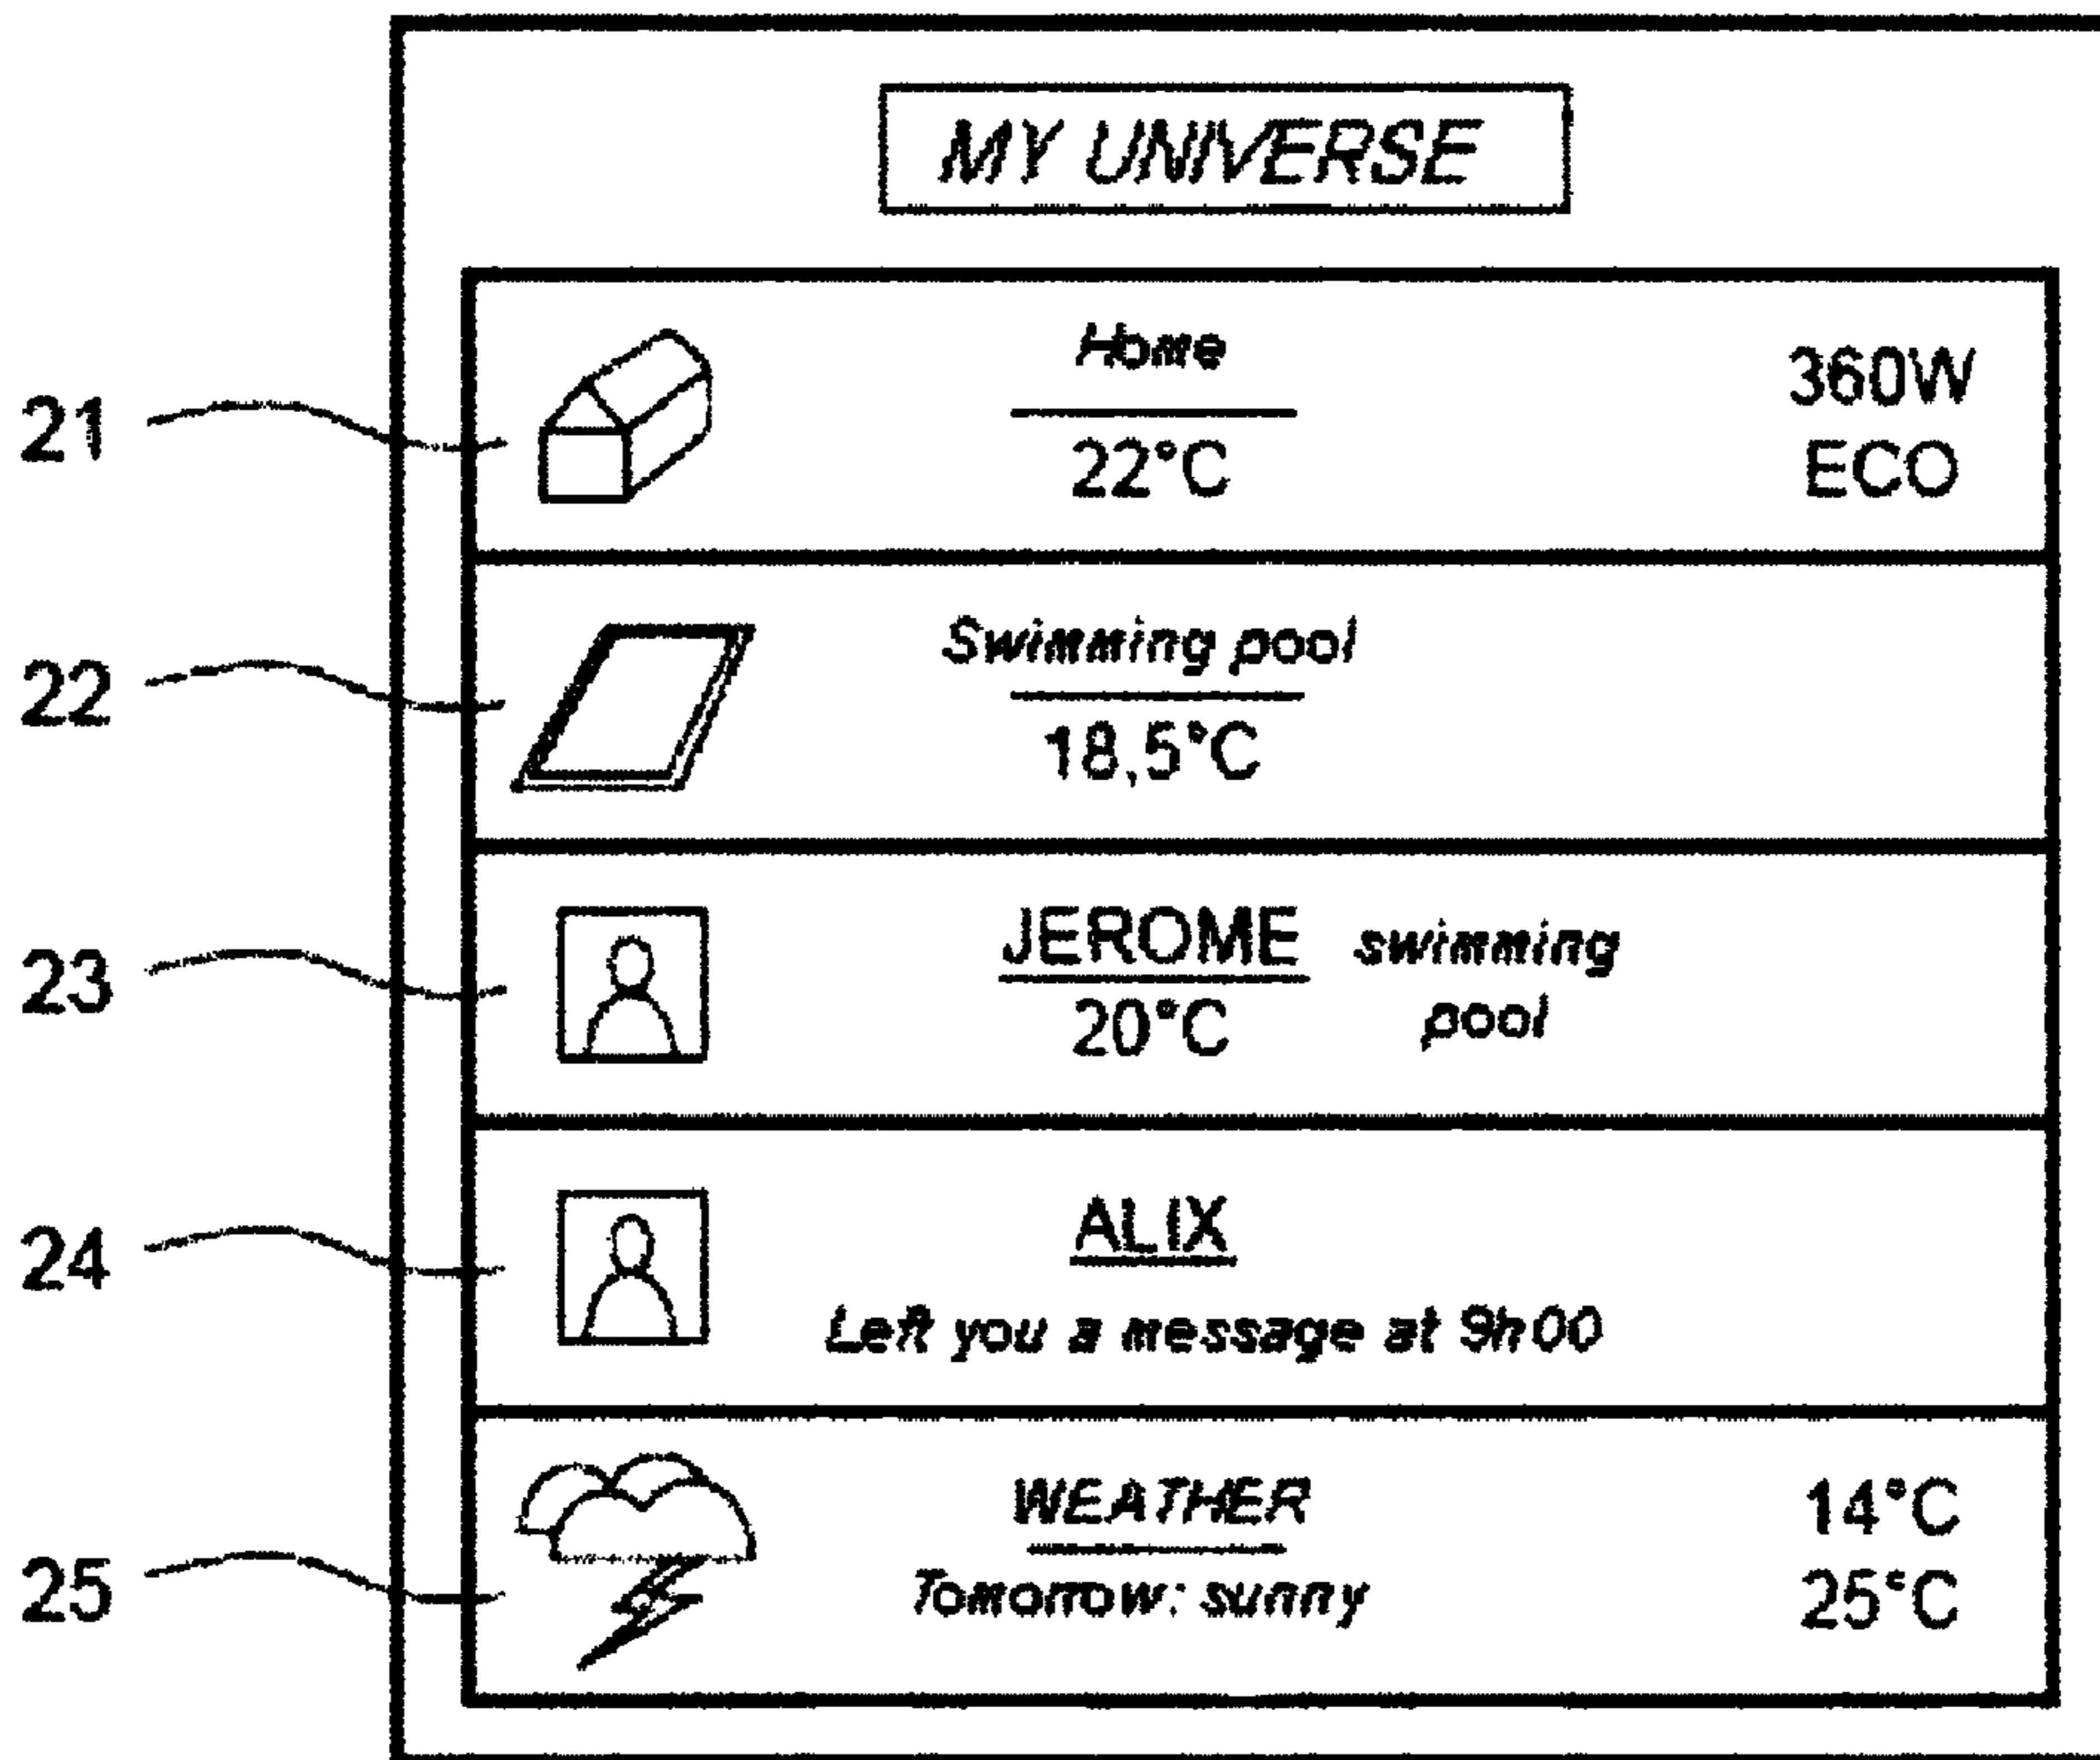 MY UNIVERSE
21
Home
22°C
360W
ECO
22
Swimming pool
18,5°C
23
JEROME swimming
20°C pool
24
ALIX
Left you a message at 9h00
25
WEATHER
Tomorrow: sunny
14°C
25°C